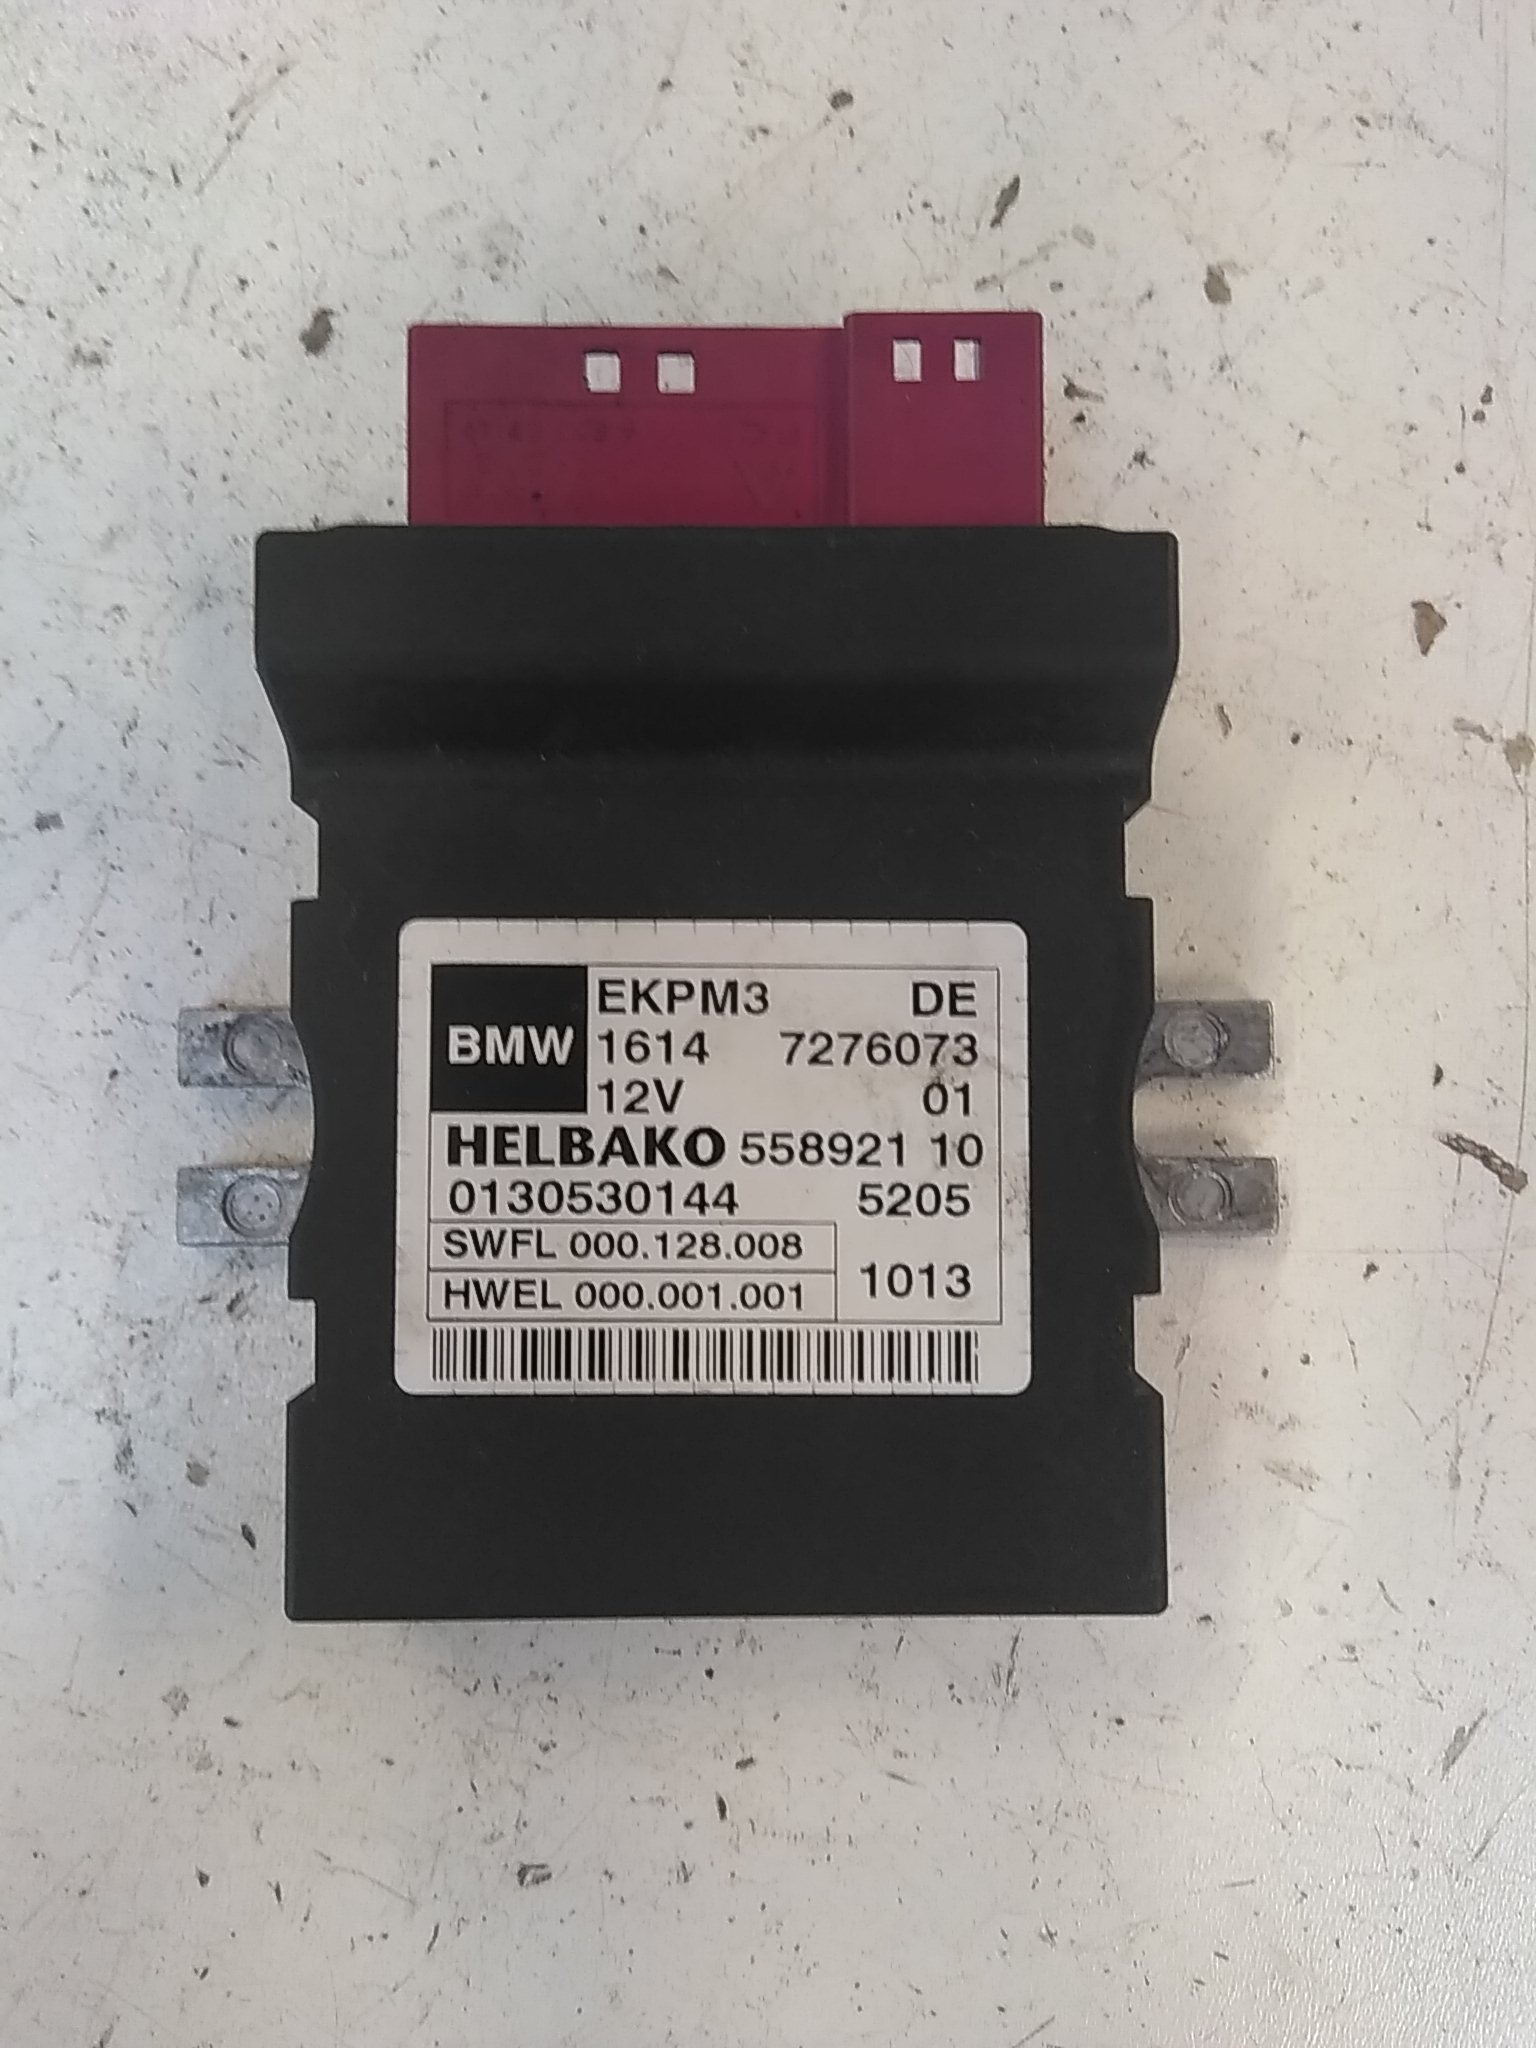 EKPM3 DE
BMW 1614 7276073
12V 01
HELBAKO 558921 10
0130530144 5205
SWFL 000.128.008
1013
HWEL 000.001.001